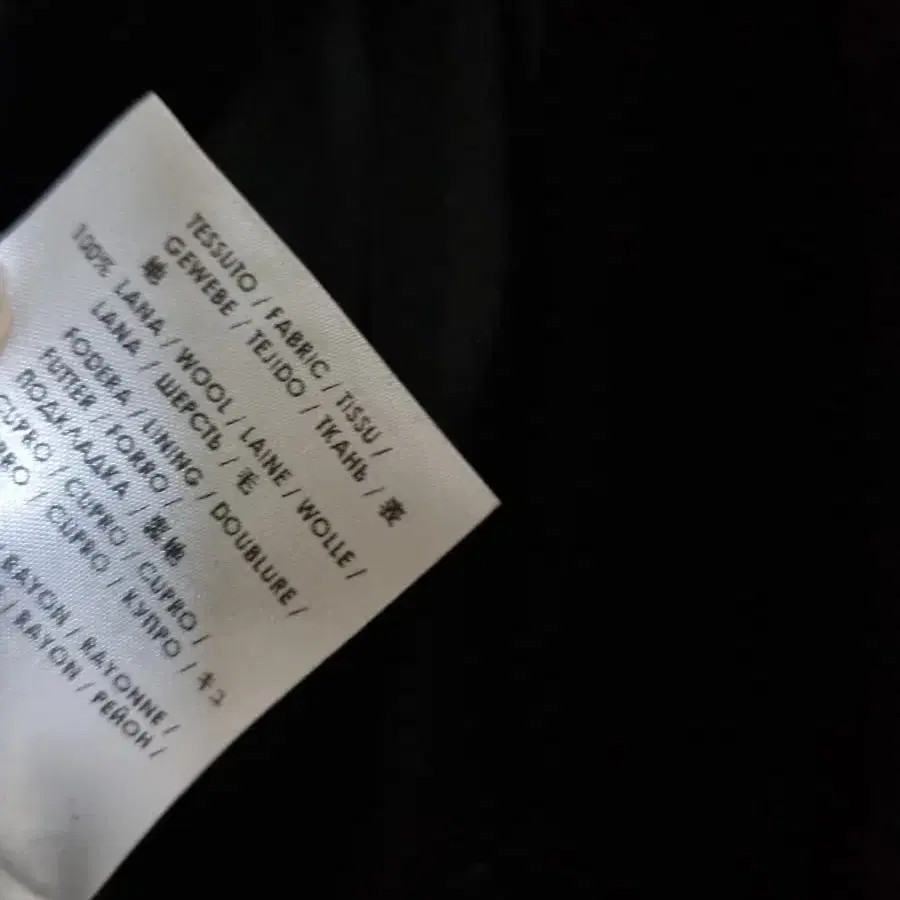 TESSUTO / FABRIC / TISSU /
GEWEBE / TEJIDO / ТКАНЬ / 表
地
100% LANA / WOOL / LAINE / WOLLE /
LANA / ШЕРСТЬ / 毛
FODERA / LINING / DOUBLURE /
FUTTER / FORRO /
ПОДКЛАДКА / 裏地
CUPRO / CUPRO / CUPRO /
CUPRO / КУПРО / キュ
RAYON / RAYONNE /
/ RAYON / РЕЙОН /